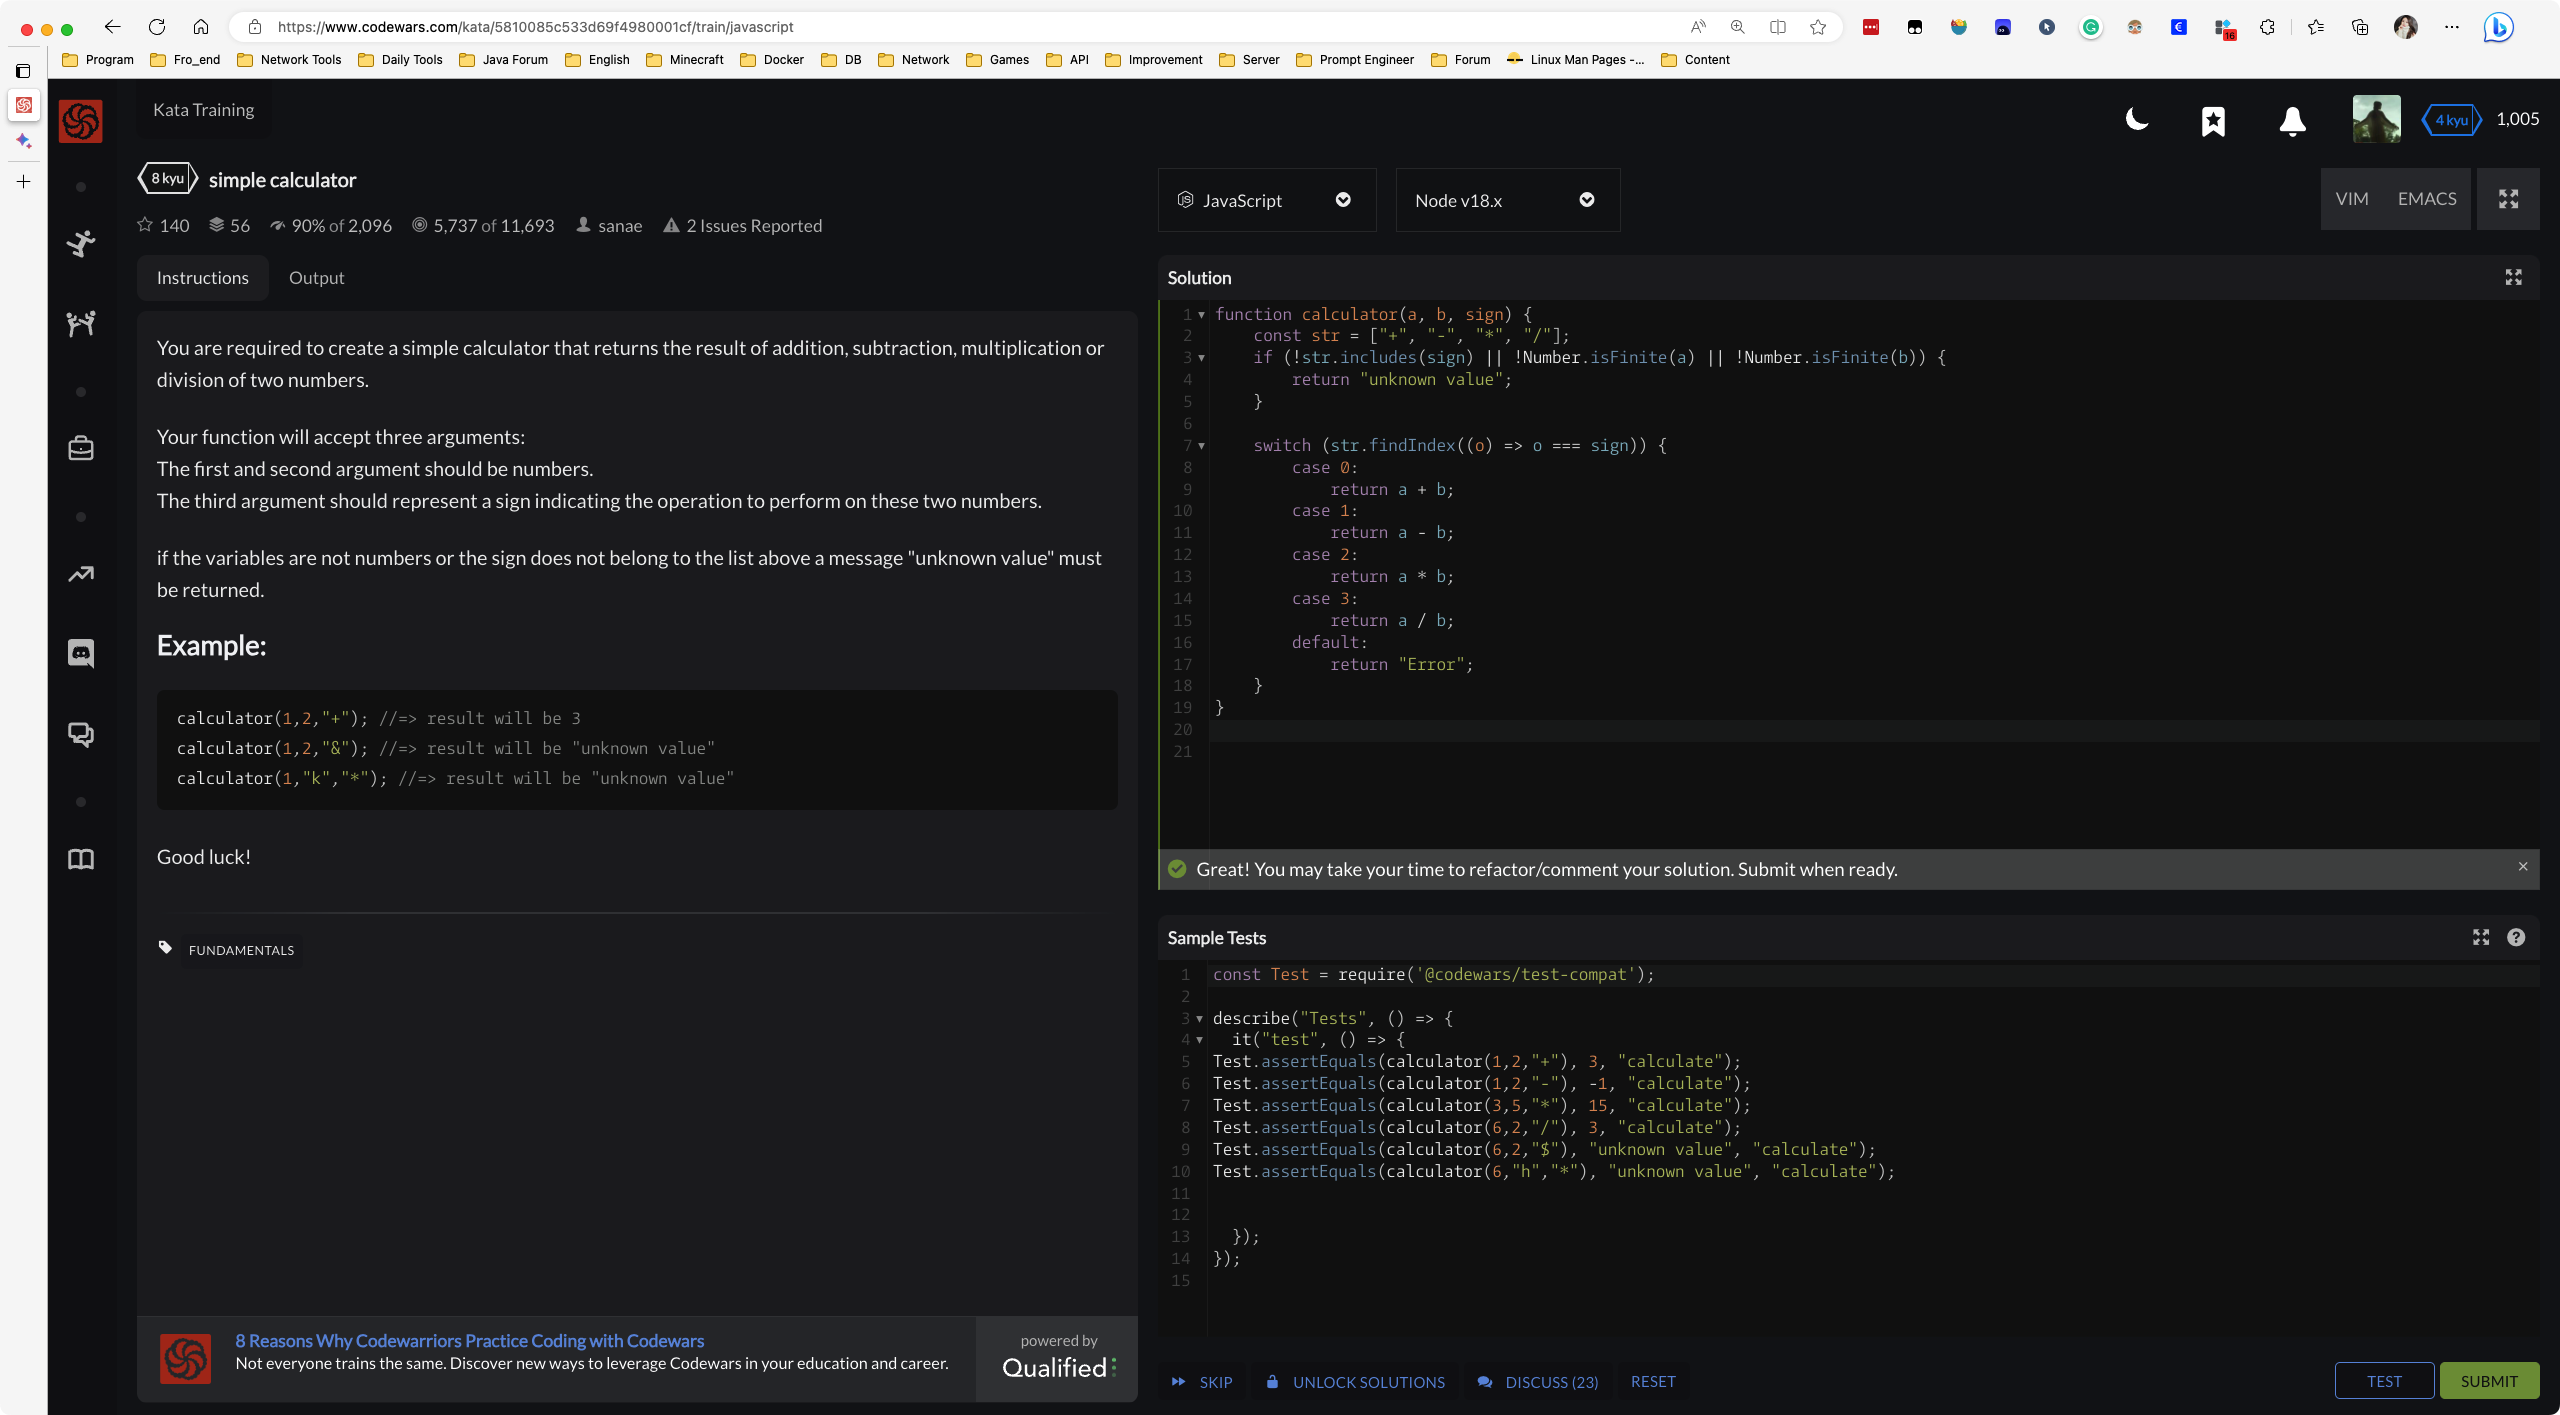 https://www.codewars.com/kata/5810085c533d69f4980001cf/train/javascript
16
Program Fro_end Network Tools Daily Tools Java Forum English Minecraft Docker DB Network Games API Improvement Server Prompt Engineer Forum Linux Man Pages -... Content
Kata Training
4 kyu 1,005
8 kyu simple calculator
140 56 90% of 2,096 5,737 of 11,693 sanae 2 Issues Reported
Instructions Output
You are required to create a simple calculator that returns the result of addition, subtraction, multiplication or
division of two numbers.
Your function will accept three arguments:
The first and second argument should be numbers.
The third argument should represent a sign indicating the operation to perform on these two numbers.
if the variables are not numbers or the sign does not belong to the list above a message "unknown value" must
be returned.
Example:
calculator(1,2,"+"); //=> result will be 3
calculator(1,2,"&"); //=> result will be "unknown value"
calculator(1,"k","*"); //=> result will be "unknown value"
Good luck!
FUNDAMENTALS
8 Reasons Why Codewarriors Practice Coding with Codewars
Not everyone trains the same. Discover new ways to leverage Codewars in your education and career.
powered by
Qualified
JavaScript Node v18.x VIM EMACS
Solution
1 function calculator(a, b, sign) {
2 const str = ["+", "-", "*", "/"];
3 if (!str.includes(sign) || !Number.isFinite(a) || !Number.isFinite(b)) {
4 return "unknown value";
5 }
6
7 switch (str.findIndex((o) => o === sign)) {
8 case 0:
9 return a + b;
10 case 1:
11 return a - b;
12 case 2:
13 return a * b;
14 case 3:
15 return a / b;
16 default:
17 return "Error";
18 }
19 }
20
21
Great! You may take your time to refactor/comment your solution. Submit when ready.
Sample Tests
1 const Test = require('@codewars/test-compat');
2
3 describe("Tests", () => {
4 it("test", () => {
5 Test.assertEquals(calculator(1,2,"+"), 3, "calculate");
6 Test.assertEquals(calculator(1,2,"-"), -1, "calculate");
7 Test.assertEquals(calculator(3,5,"*"), 15, "calculate");
8 Test.assertEquals(calculator(6,2,"/"), 3, "calculate");
9 Test.assertEquals(calculator(6,2,"$"), "unknown value", "calculate");
10 Test.assertEquals(calculator(6,"h","*"), "unknown value", "calculate");
11
12
13 });
14 });
15
SKIP UNLOCK SOLUTIONS DISCUSS (23) RESET TEST SUBMIT